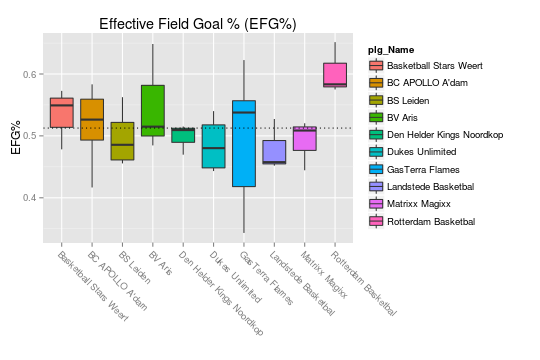 Effective Field Goal % (EFG%)
EFG%
0.6
0.5
0.4
Basketball Stars Weert
BC APOLLO A'dam
BS Leiden
BV Aris
Den Helder Kings Noordkop
Dukes Unlimited
GasTerra Flames
Landstede Basketbal
Matrixx Magixx
Rotterdam Basketbal
plg_Name
Basketball Stars Weert
BC APOLLO A'dam
BS Leiden
BV Aris
Den Helder Kings Noordkop
Dukes Unlimited
GasTerra Flames
Landstede Basketbal
Matrixx Magixx
Rotterdam Basketbal